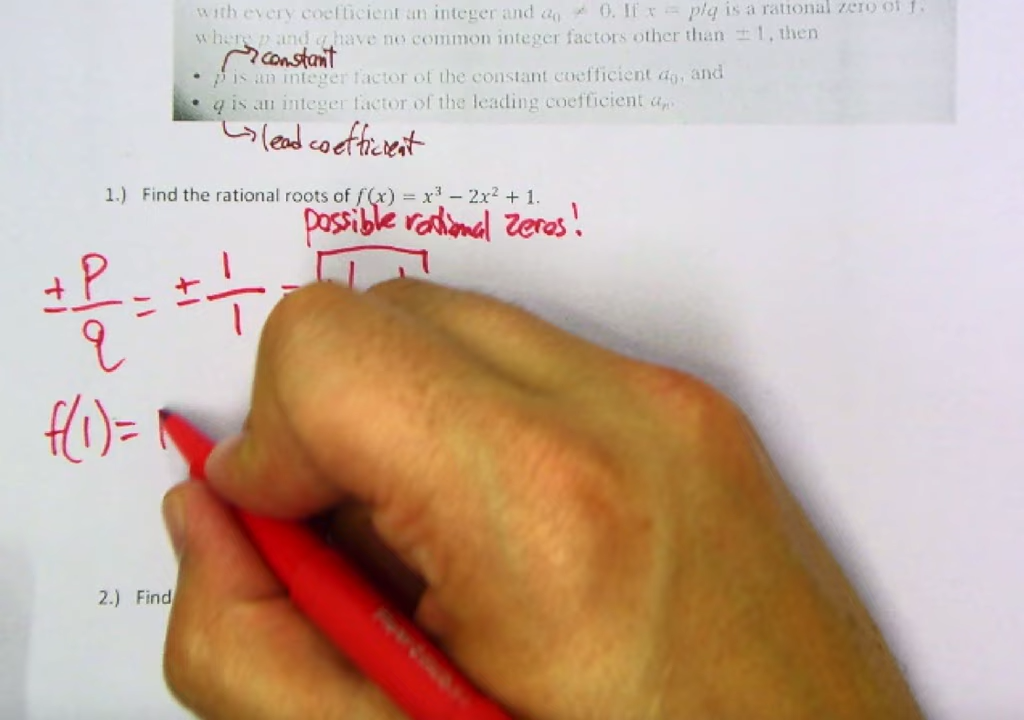 with every coefficient an integer and a₀ ≠ 0. If x = p/q is a rational zero of f,
where p and q have no common integer factors other than ±1, then
constant
• p is an integer factor of the constant coefficient a₀, and
• q is an integer factor of the leading coefficient aₙ.
lead coefficient
1.) Find the rational roots of f(x) = x³ − 2x² + 1.
possible rational zeros!
± p/q = ± 1/1 =
f(1) = 1
2.) Find